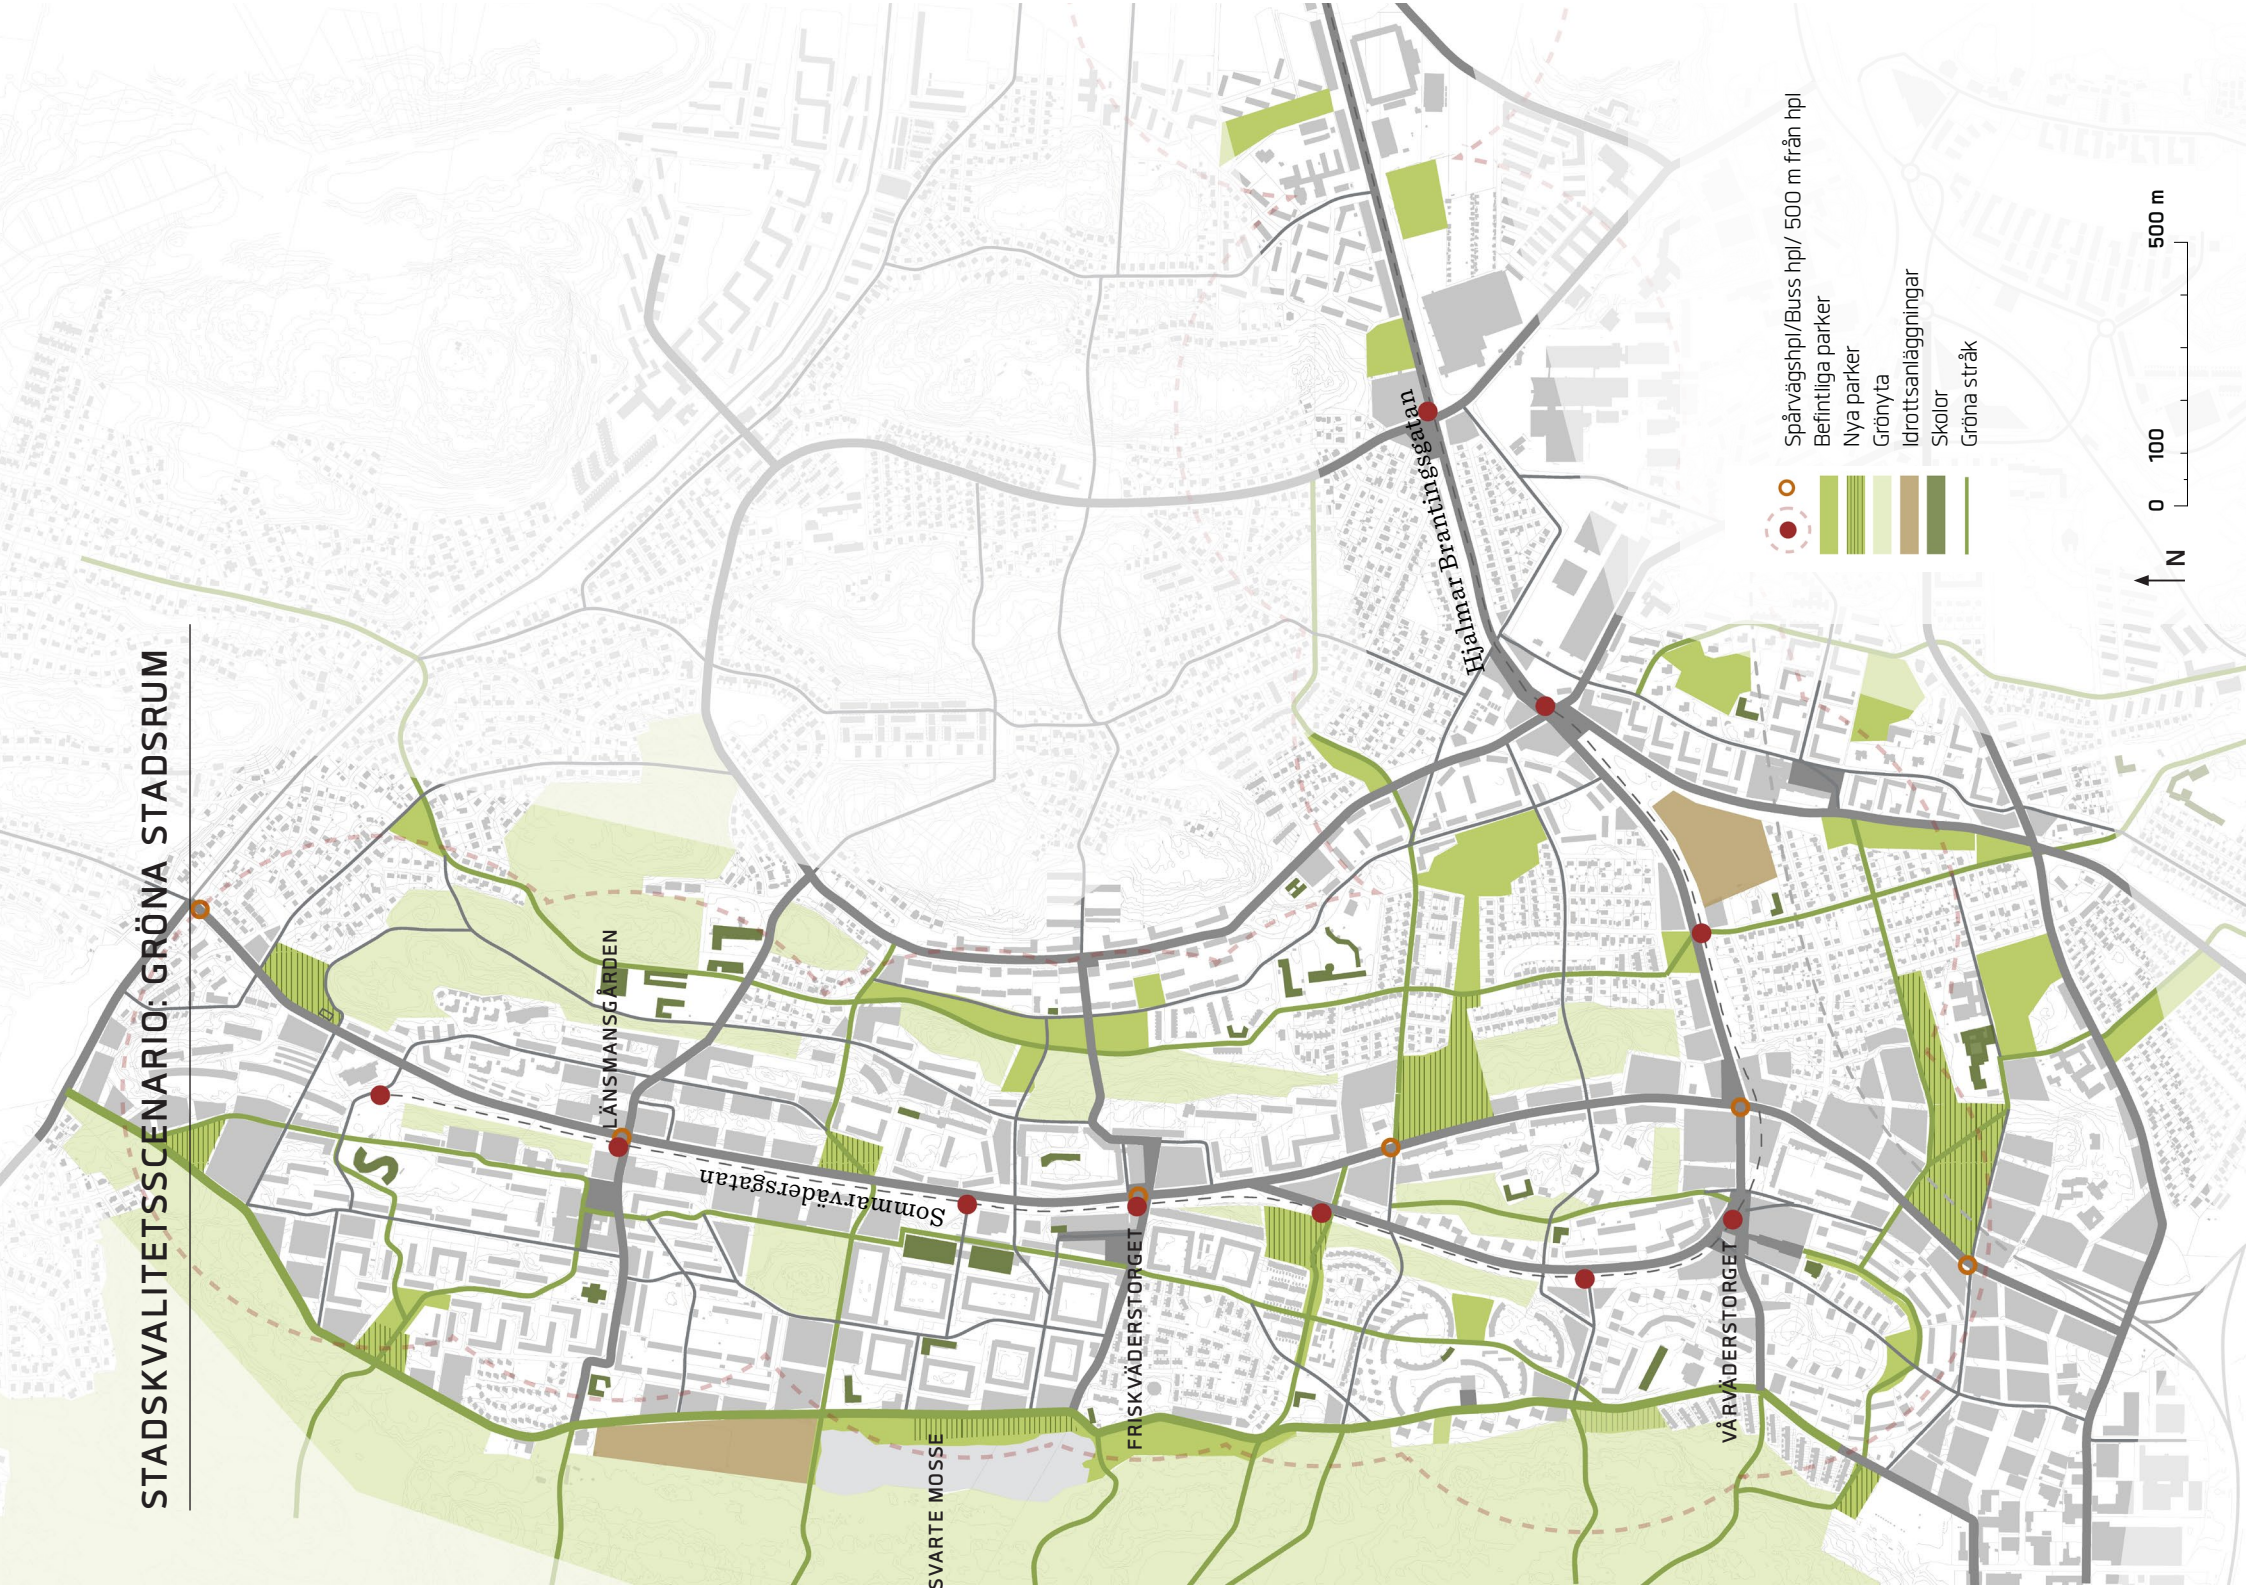 STADSKVALITETSSCENARIO: GRÖNA STADSRUM
LÄNSMANSGÅRDEN
Sommarvädersgatan
SVARTE MOSSE
FRISKVÄDERSTORGET
VÅRVÄDERSTORGET
Hjalmar Brantingsgatan
Spårvägshpl/Buss hpl/ 500 m från hpl
Befintliga parker
Nya parker
Grönyta
Idrottsanläggningar
Skolor
Gröna stråk
N
0 100 500 m